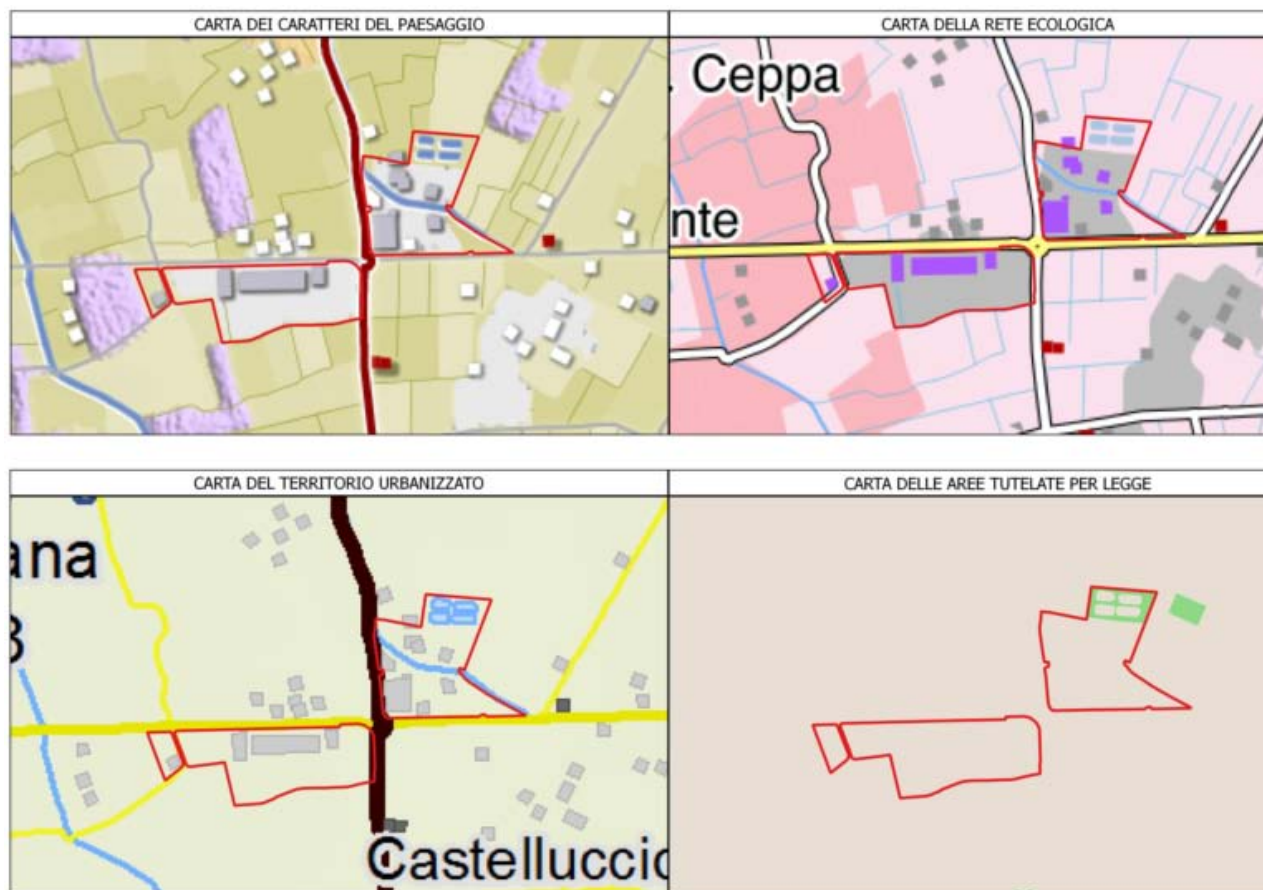 CARTA DEI CARATTERI DEL PAESAGGIO
CARTA DELLA RETE ECOLOGICA
. Ceppa
nte
CARTA DEL TERRITORIO URBANIZZATO
CARTA DELLE AREE TUTELATE PER LEGGE
ana
3
Castelluccio